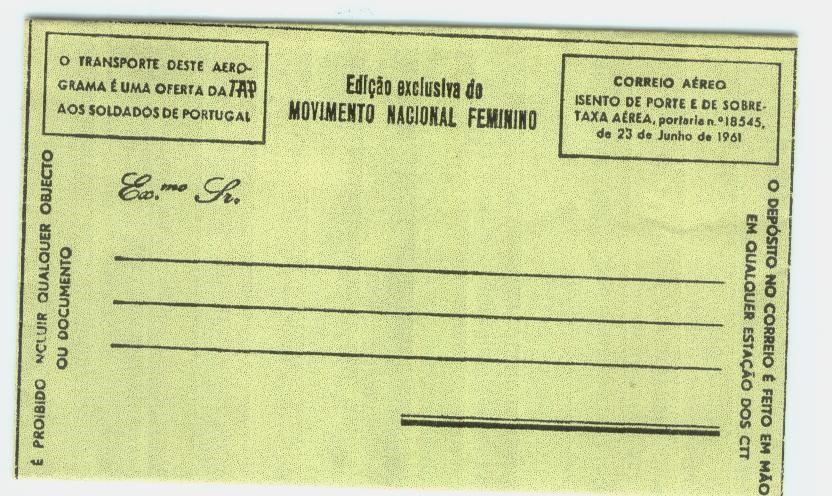 O TRANSPORTE DESTE AERO-
GRAMA É UMA OFERTA DA TAP
AOS SOLDADOS DE PORTUGAL
Edição exclusiva do
MOVIMENTO NACIONAL FEMININO
CORREIO AÉREO
ISENTO DE PORTE E DE SOBRE-
TAXA AÉREA, portaria n.º 18545,
de 23 de Junho de 1961
Ex.mo Sr.
É PROIBIDO NCLUIR QUALQUER OBJECTO
OU DOCUMENTO
O DEPÓSITO NO CORREIO É FEITO EM MÃO
EM QUALQUER ESTAÇÃO DOS CTT